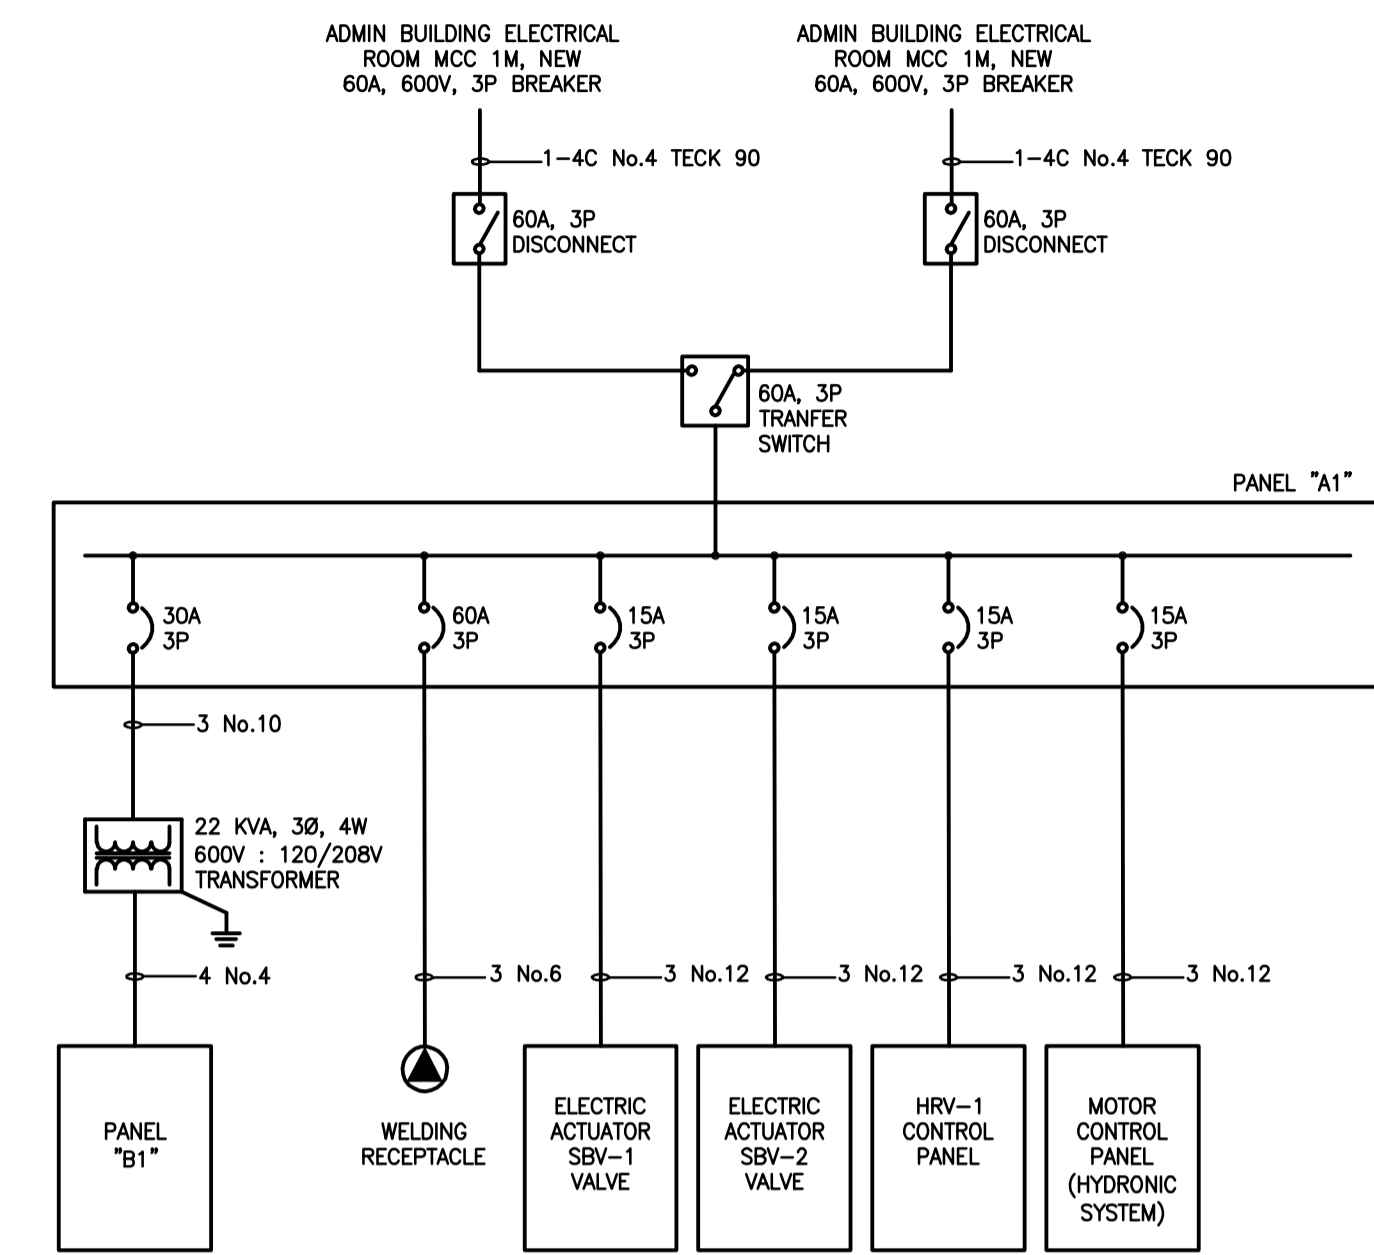 ADMIN BUILDING ELECTRICAL
ROOM MCC 1M, NEW
60A, 600V, 3P BREAKER
ADMIN BUILDING ELECTRICAL
ROOM MCC 1M, NEW
60A, 600V, 3P BREAKER
1-4C No.4 TECK 90
1-4C No.4 TECK 90
60A, 3P
DISCONNECT
60A, 3P
DISCONNECT
60A, 3P
TRANFER
SWITCH
PANEL "A1"
30A
3P
60A
3P
15A
3P
15A
3P
15A
3P
15A
3P
3 No.10
22 KVA, 3Ø, 4W
600V : 120/208V
TRANSFORMER
4 No.4
3 No.6
3 No.12
3 No.12
3 No.12
3 No.12
PANEL
"B1"
WELDING
RECEPTACLE
ELECTRIC
ACTUATOR
SBV-1
VALVE
ELECTRIC
ACTUATOR
SBV-2
VALVE
HRV-1
CONTROL
PANEL
MOTOR
CONTROL
PANEL
(HYDRONIC
SYSTEM)